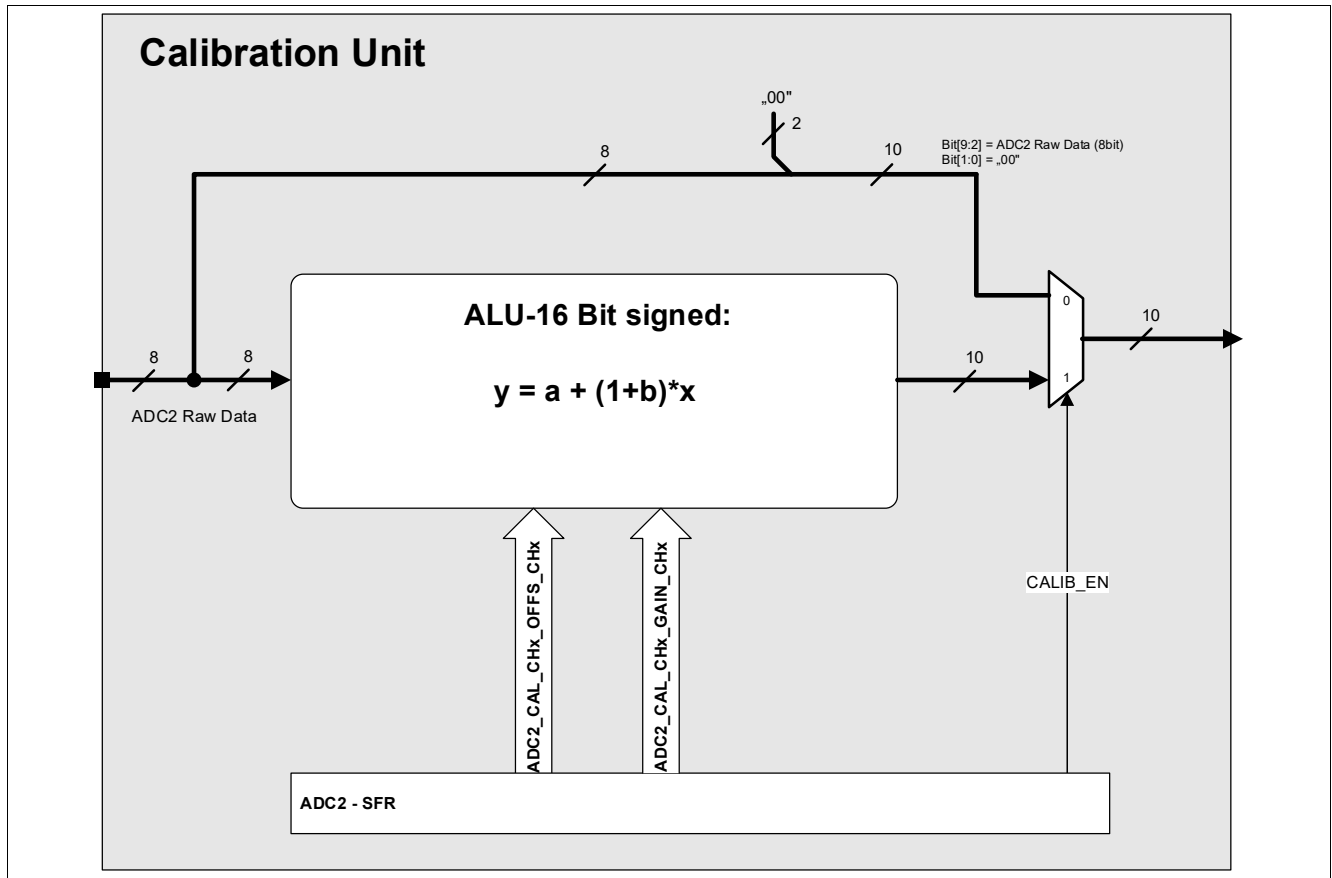 Calibration Unit
„00"
2
8
10
Bit[9:2] = ADC2 Raw Data (8bit)
Bit[1:0] = „00"
ALU-16 Bit signed:
y = a + (1+b)*x
0
10
8
8
10
1
ADC2 Raw Data
ADC2_CAL_CHx_OFFS_CHx
ADC2_CAL_CHx_GAIN_CHx
CALIB_EN
ADC2 - SFR